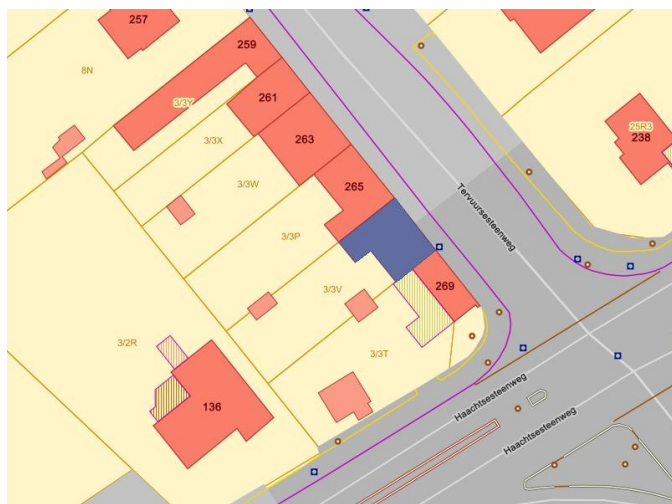 257
259
8N
3/3Y
261
25R3
238
3/3X
263
3/3W
265
Tervuursesteenweg
3/3P
3/3V
269
3/2R
3/3T
136
Haachtsesteenweg
Haachtsesteenweg